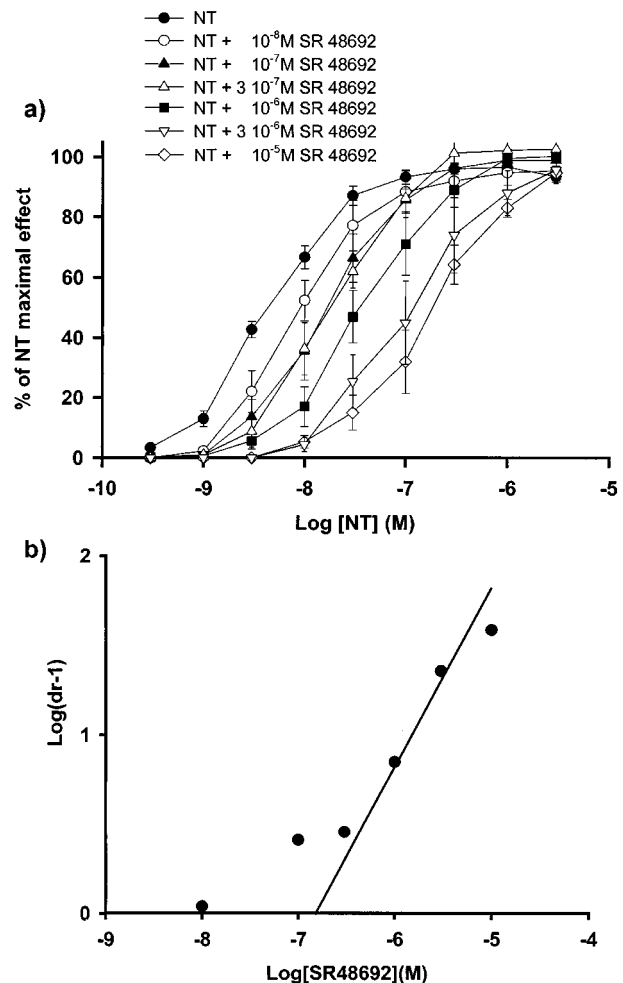 NT
NT + 10⁻⁸M SR 48692
NT + 10⁻⁷M SR 48692
NT + 3 10⁻⁷M SR 48692
NT + 10⁻⁶M SR 48692
NT + 3 10⁻⁶M SR 48692
NT + 10⁻⁵M SR 48692
a)
100
80
60
40
20
0
% of NT maximal effect
-10 -9 -8 -7 -6 -5
Log [NT] (M)
b)
2
1
0
Log(dr-1)
-9 -8 -7 -6 -5 -4
Log[SR48692](M)